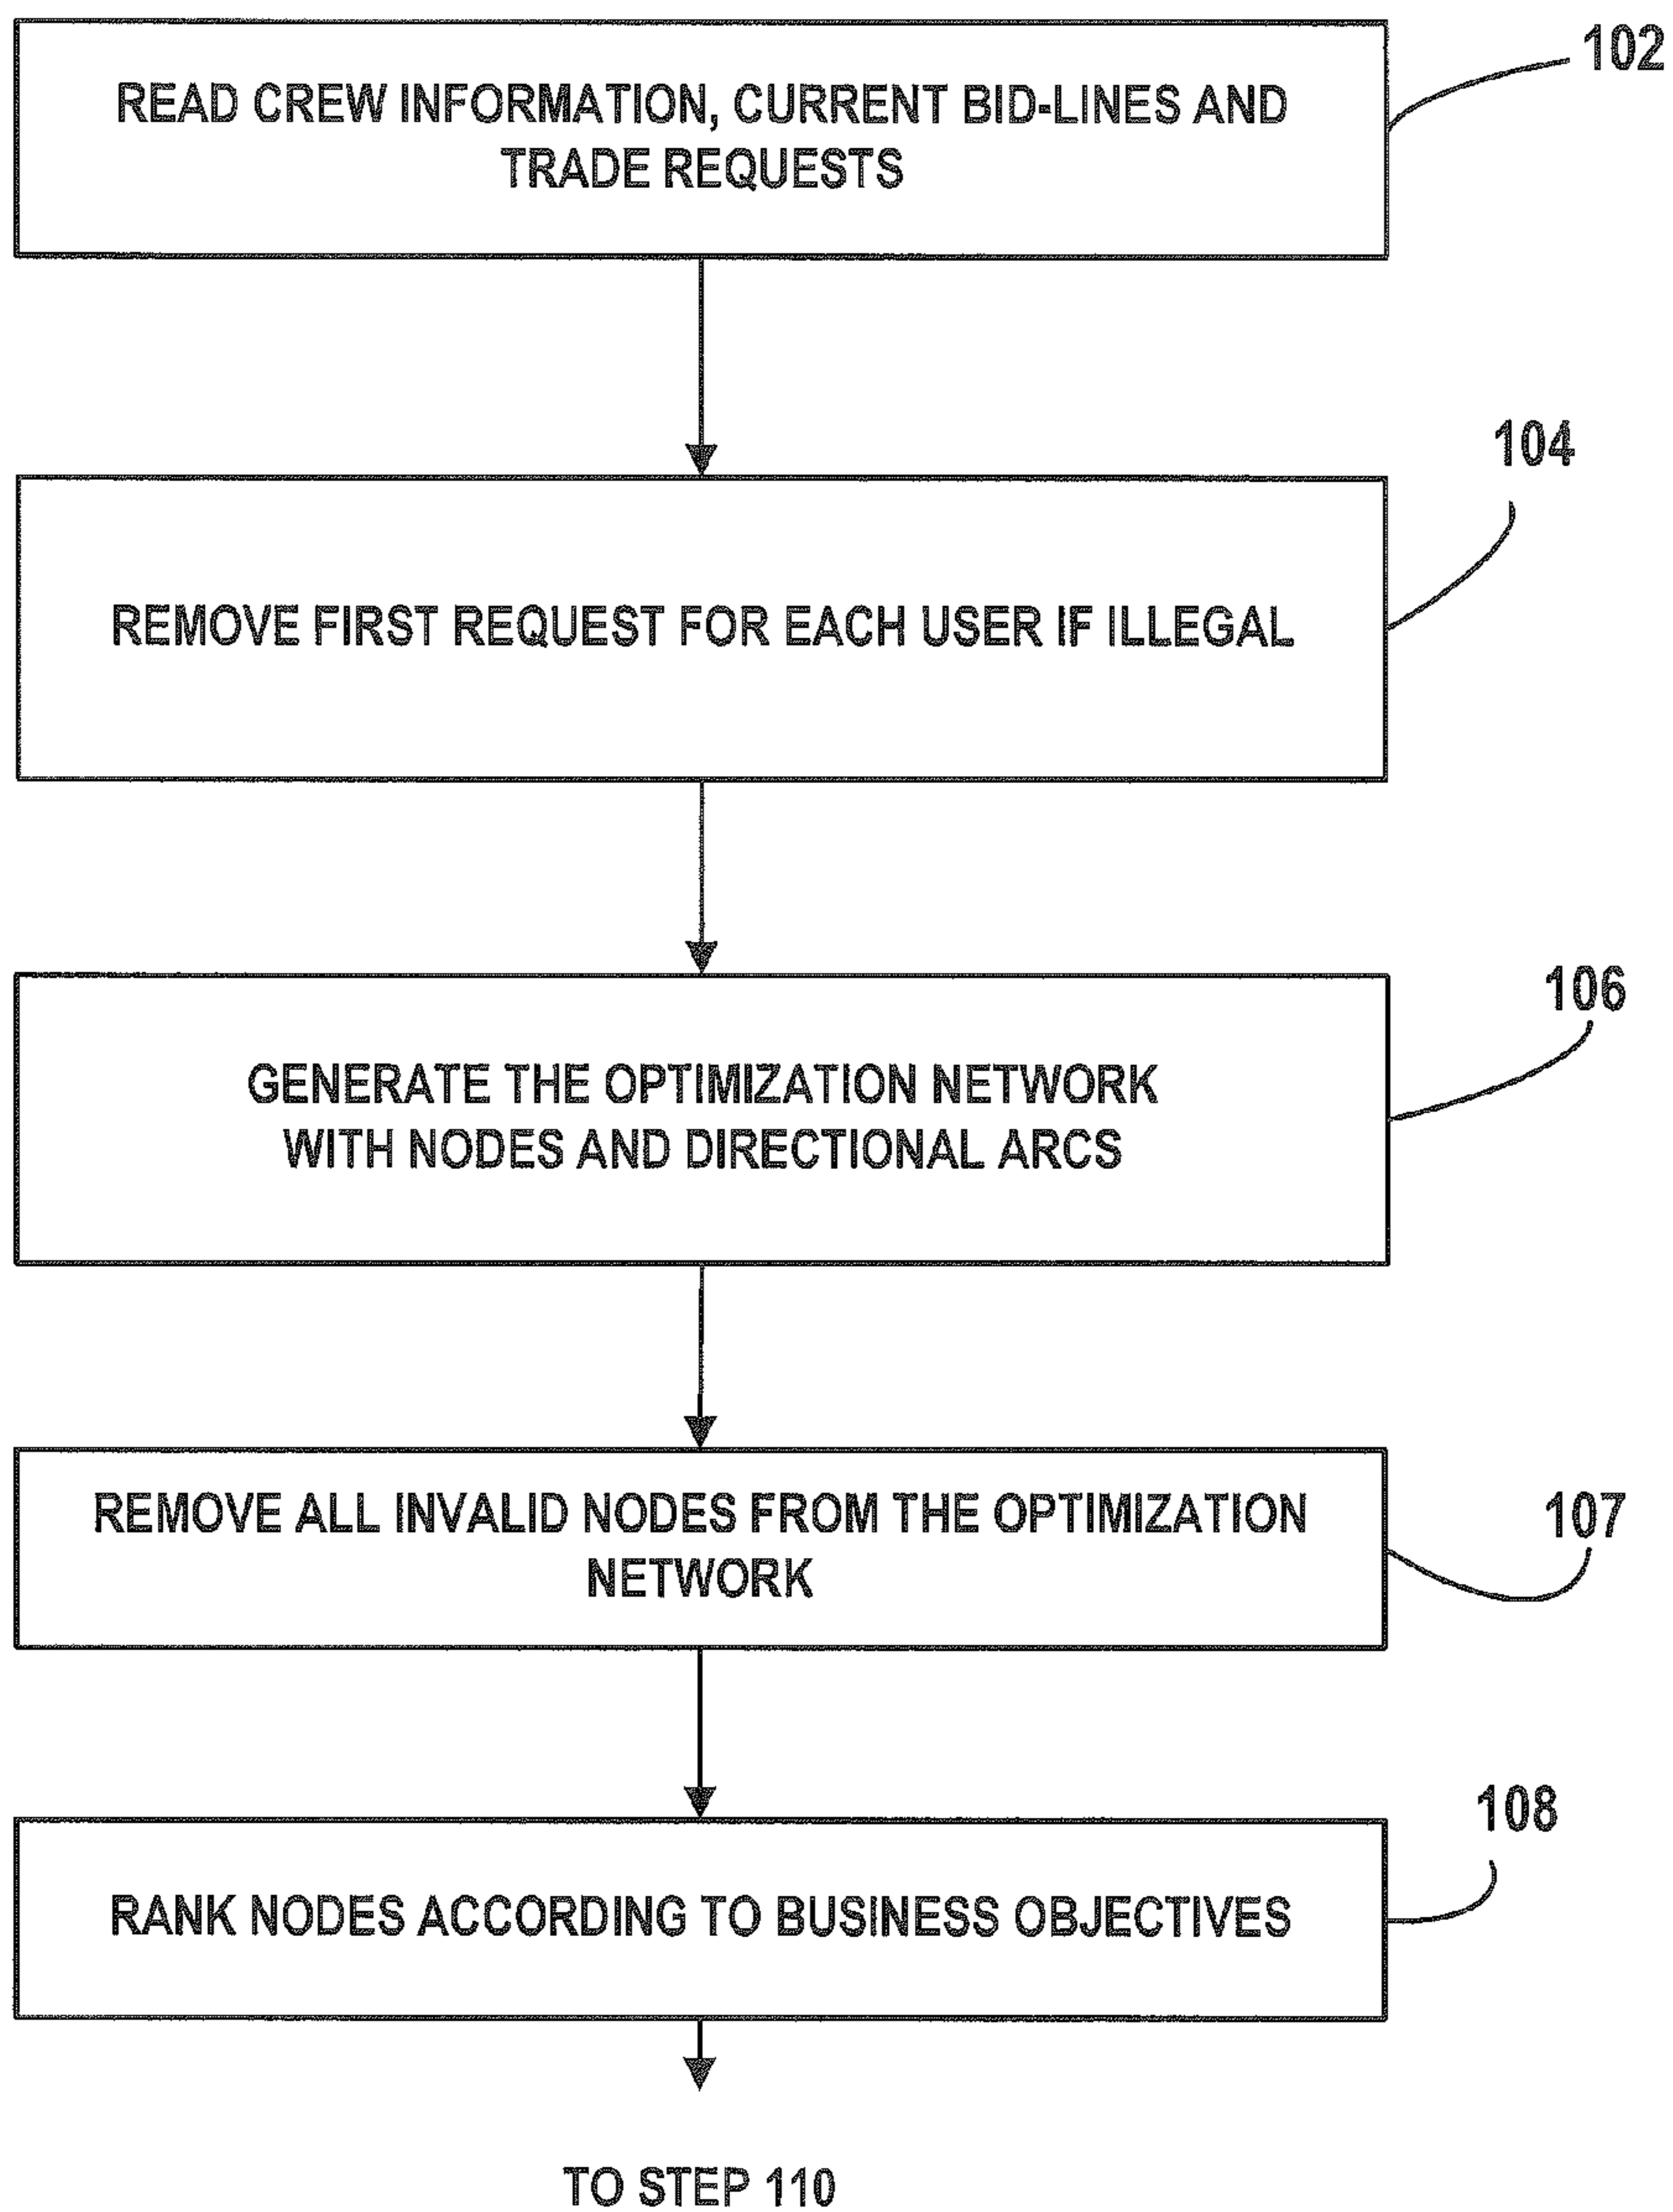 102
READ CREW INFORMATION, CURRENT BID-LINES AND
TRADE REQUESTS
104
REMOVE FIRST REQUEST FOR EACH USER IF ILLEGAL
106
GENERATE THE OPTIMIZATION NETWORK
WITH NODES AND DIRECTIONAL ARCS
107
REMOVE ALL INVALID NODES FROM THE OPTIMIZATION
NETWORK
108
RANK NODES ACCORDING TO BUSINESS OBJECTIVES
TO STEP 110